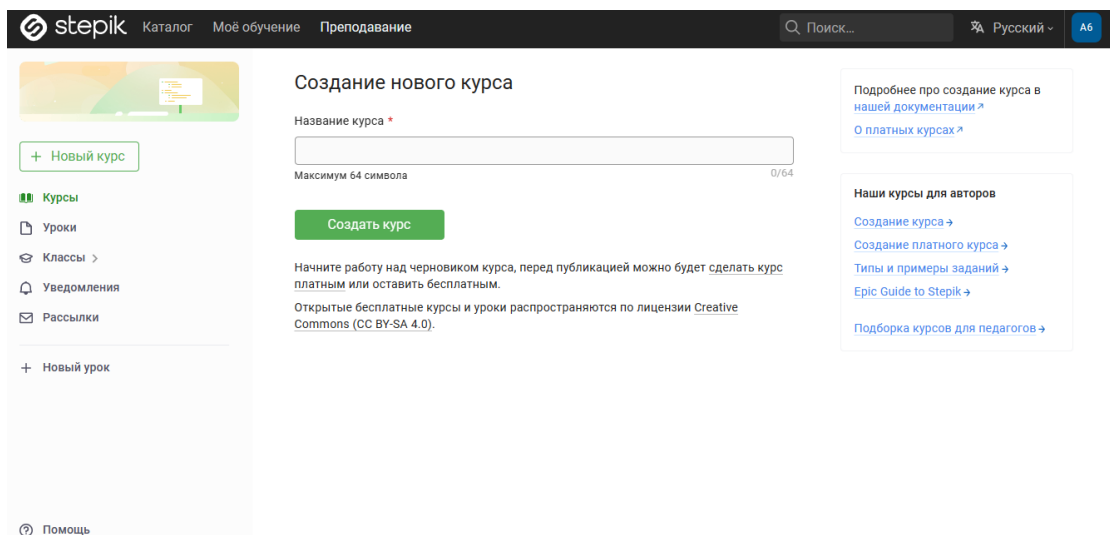 stepik Каталог Моё обучение Преподавание Поиск... Русский А6
+ Новый курс
Курсы
Уроки
Классы
Уведомления
Рассылки
+ Новый урок
Помощь
Создание нового курса
Название курса *
Максимум 64 символа 0/64
Создать курс
Начните работу над черновиком курса, перед публикацией можно будет сделать курс
платным или оставить бесплатным.
Открытые бесплатные курсы и уроки распространяются по лицензии Creative
Commons (CC BY-SA 4.0).
Подробнее про создание курса в
нашей документации
О платных курсах
Наши курсы для авторов
Создание курса
Создание платного курса
Типы и примеры заданий
Epic Guide to Stepik
Подборка курсов для педагогов